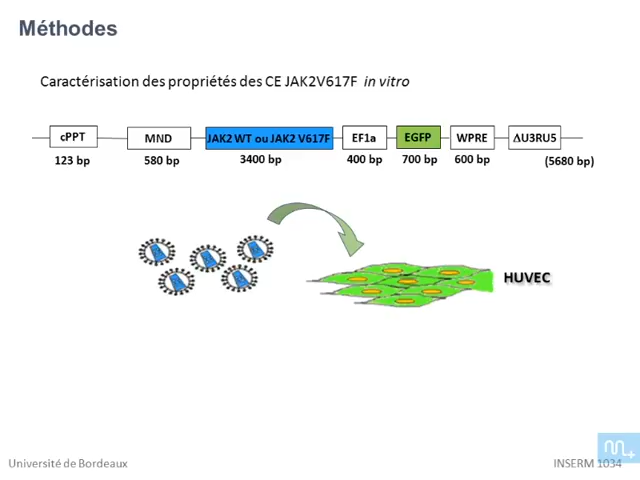 Méthodes
Caractérisation des propriétés des CE JAK2V617F in vitro
cPPT MND JAK2 WT ou JAK2 V617F EF1a EGFP WPRE ΔU3RU5
123 bp 580 bp 3400 bp 400 bp 700 bp 600 bp (5680 bp)
HUVEC
Université de Bordeaux INSERM 1034